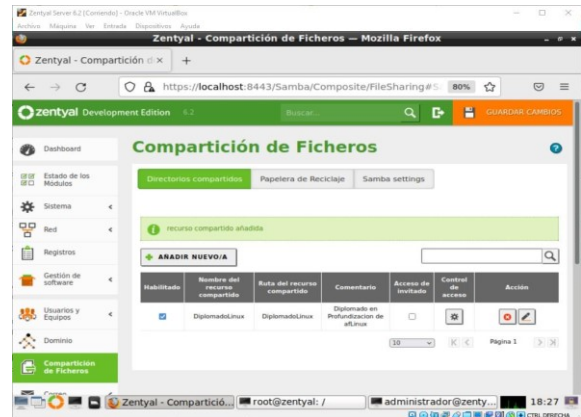 Zentyal Server 6.2 [Corriendo] - Oracle VM VirtualBox
Archivo Máquina Ver Entrada Dispositivos Ayuda
Zentyal - Compartición de Ficheros — Mozilla Firefox
Zentyal - Compartición d
https://localhost:8443/Samba/Composite/FileSharing#S
80%
zentyal Development Edition 6.2
Buscar...
GUARDAR CAMBIOS
Dashboard
Estado de los
Módulos
Sistema
Red
Registros
Gestión de
software
Usuarios y
Equipos
Dominio
Compartición
de Ficheros
Compartición de Ficheros
Directorios compartidos Papelera de Reciclaje Samba settings
recurso compartido añadida
AÑADIR NUEVO/A
Habilitado Nombre del recurso compartido Ruta del recurso compartido Comentario Acceso de invitado Control de acceso Acción
DiplomadoLinux DiplomadoLinux Diplomado en
Profundizacion de
10 Página 1
Zentyal - Compartició... root@zentyal: / administrador@zenty... 18:27
CTRL DERECHA